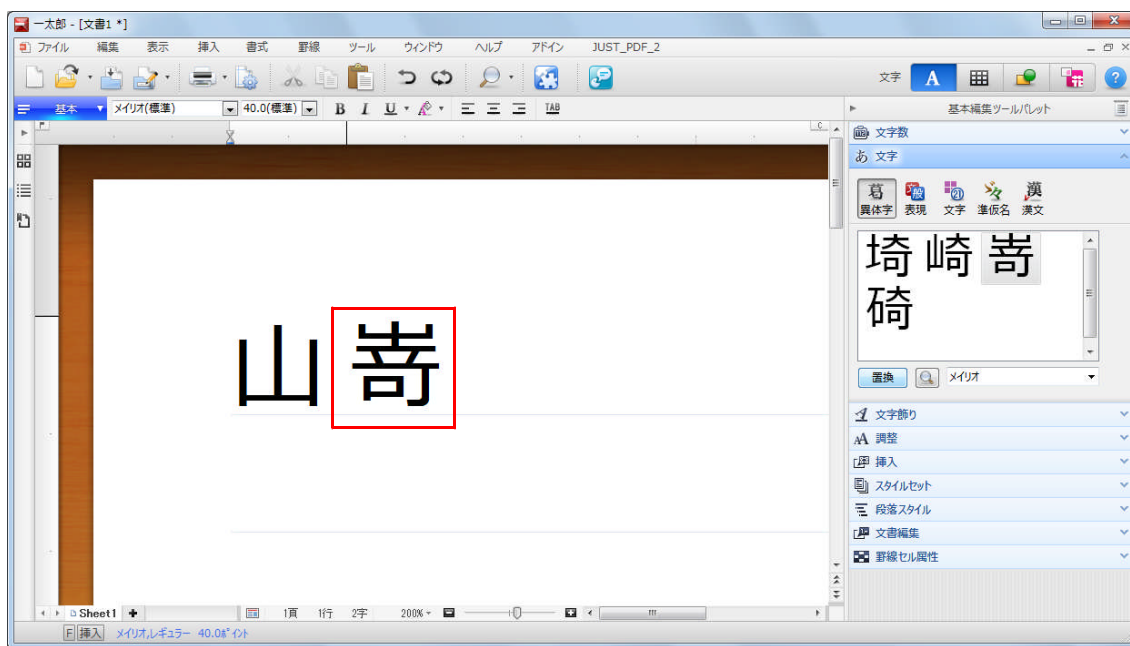 一太郎 - [文書1 *]
ファイル 編集 表示 挿入 書式 罫線 ツール ウィンドウ ヘルプ アドイン JUST_PDF_2
文字 A
基本 メイリオ(標準) 40.0(標準) B I U TAB
基本編集ツールパレット
文字数
あ 文字
葛 異体字 表現 文字 準仮名 漢文
埼 崎 嵜
碕
置換 メイリオ
山嵜
文字飾り
調整
挿入
スタイルセット
段落スタイル
文書編集
罫線セル属性
Sheet1 1頁 1行 2字 200%
F 挿入 メイリオ,レギュラー 40.0ポイント